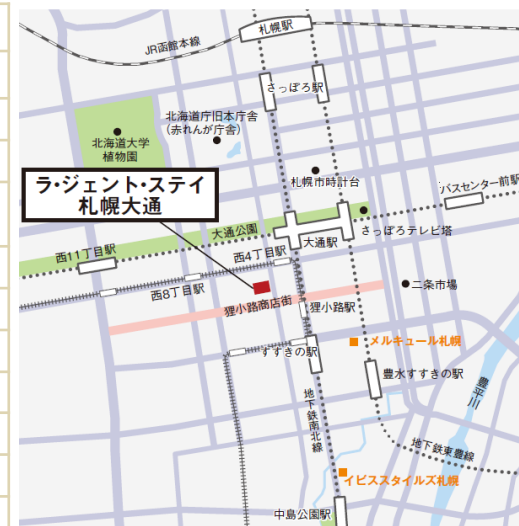 札幌駅
JR函館本線
さっぽろ駅
北海道庁旧本庁舎
(赤れんが庁舎)
北海道大学
植物園
札幌市時計台
バスセンター前駅
ラ・ジェント・ステイ
札幌大通
大通公園
さっぽろテレビ塔
大通駅
西11丁目駅
西4丁目駅
西8丁目駅
二条市場
狸小路商店街
狸小路駅
メルキュール札幌
すすきの駅
豊水すすきの駅
豊平川
地下鉄南北線
地下鉄東豊線
イビススタイルズ札幌
中島公園駅